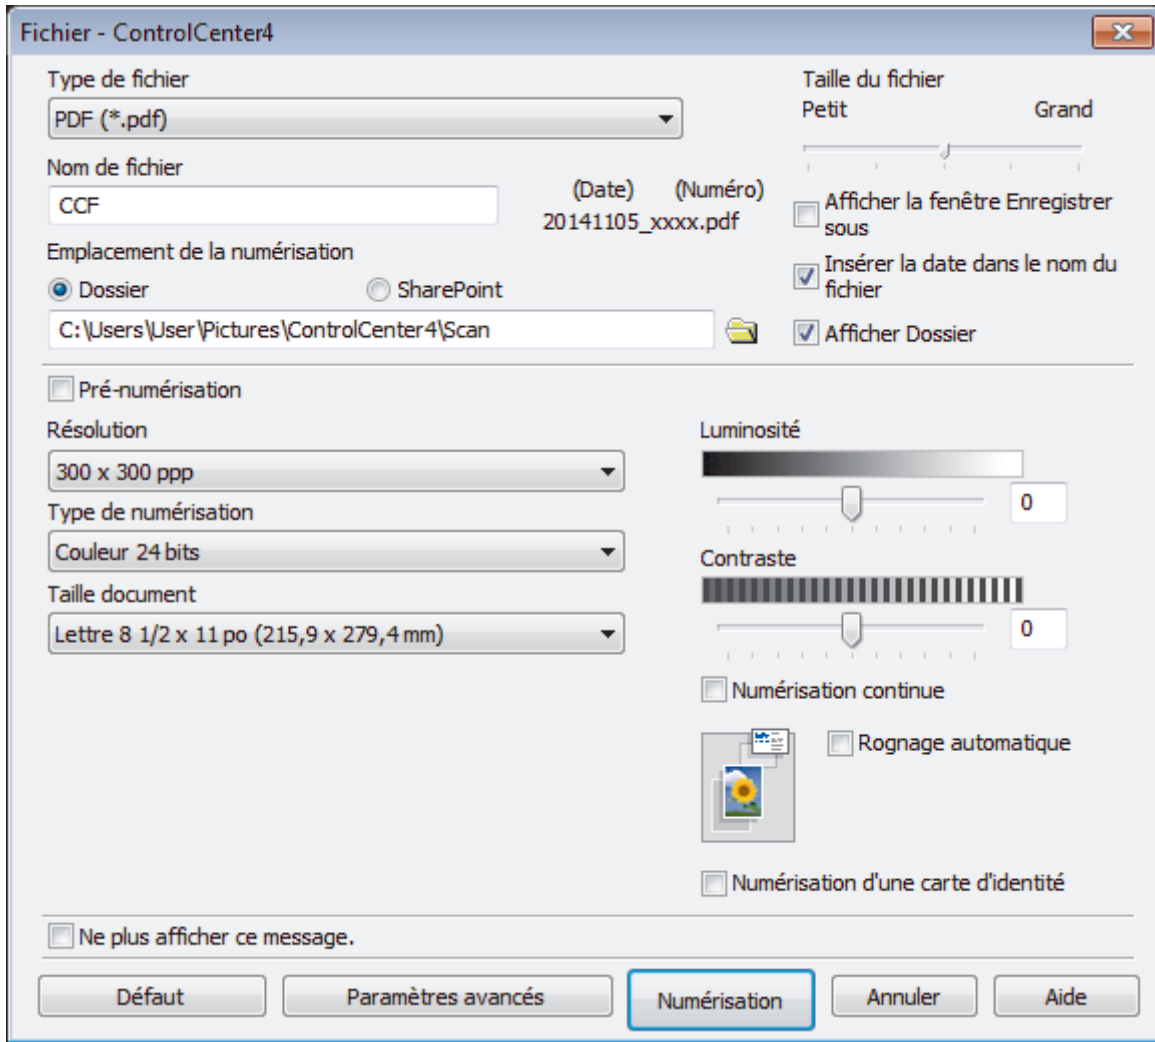 Fichier - ControlCenter4
Type de fichier
PDF (*.pdf)
Taille du fichier
Petit
Grand
Nom de fichier
CCF
(Date) (Numéro)
20141105_xxxx.pdf
Afficher la fenêtre Enregistrer
sous
Emplacement de la numérisation
Dossier
SharePoint
Insérer la date dans le nom du
fichier
C:\Users\User\Pictures\ControlCenter4\Scan
Afficher Dossier
Pré-numérisation
Résolution
300 x 300 ppp
Type de numérisation
Couleur 24 bits
Taille document
Lettre 8 1/2 x 11 po (215,9 x 279,4 mm)
Luminosité
0
Contraste
0
Numérisation continue
Rognage automatique
Numérisation d'une carte d'identité
Ne plus afficher ce message.
Défaut
Paramètres avancés
Numérisation
Annuler
Aide